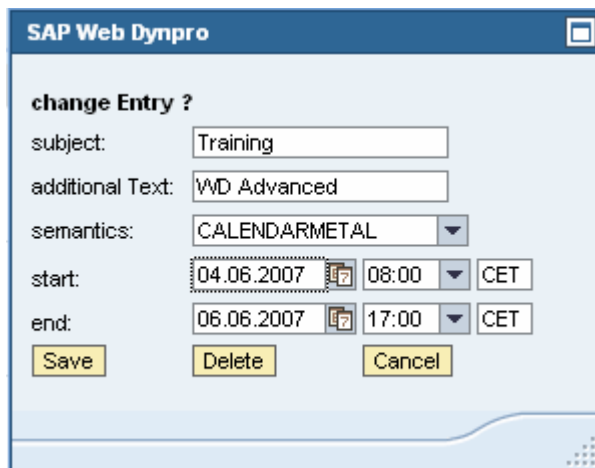 SAP Web Dynpro
change Entry ?
subject: Training
additional Text: WD Advanced
semantics: CALENDARMETAL
start: 04.06.2007 08:00 CET
end: 06.06.2007 17:00 CET
Save Delete Cancel